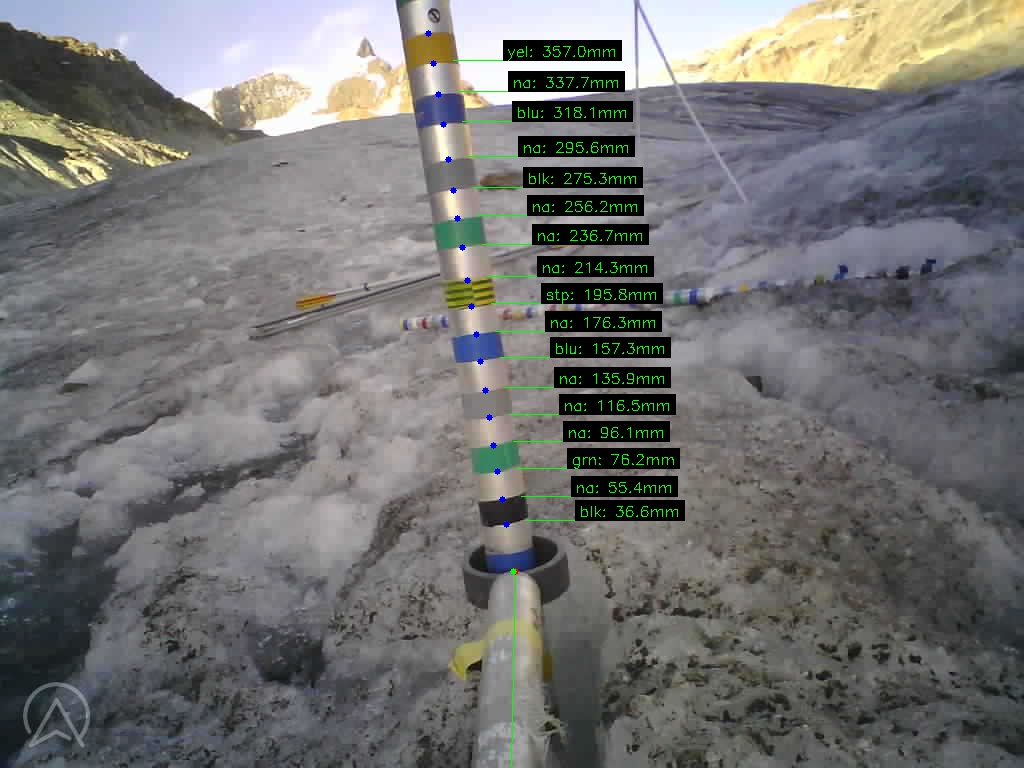 yel: 357.0mm
na: 337.7mm
blu: 318.1mm
na: 295.6mm
blk: 275.3mm
na: 256.2mm
na: 236.7mm
na: 214.3mm
stp: 195.8mm
na: 176.3mm
blu: 157.3mm
na: 135.9mm
na: 116.5mm
na: 96.1mm
grn: 76.2mm
na: 55.4mm
blk: 36.6mm